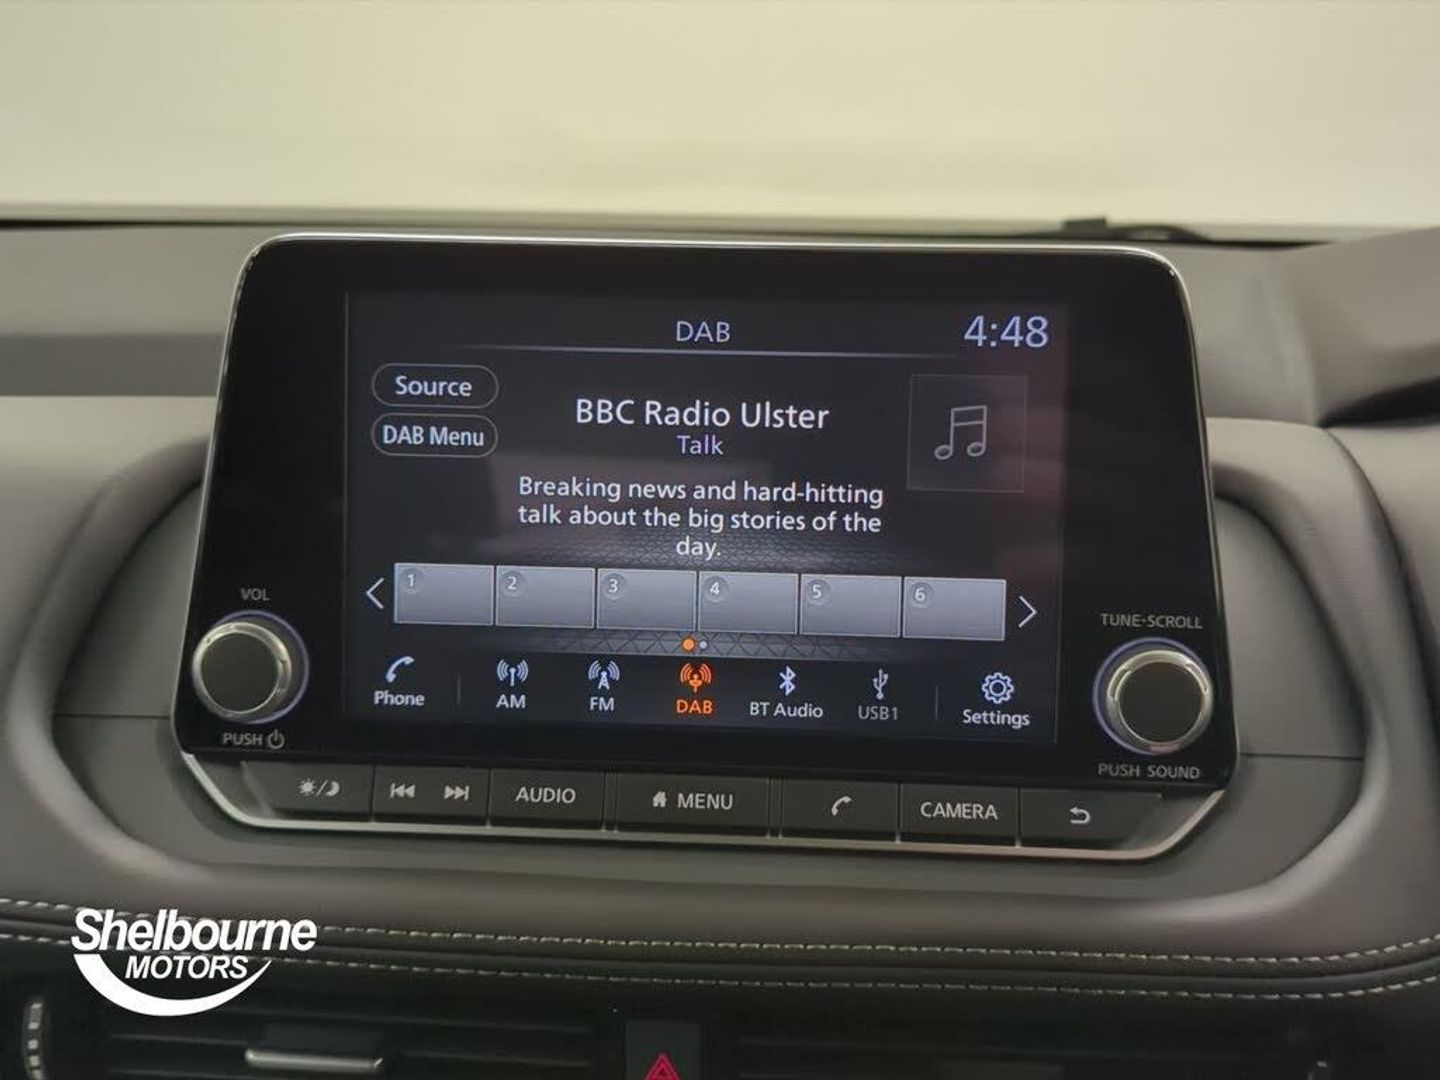 DAB
4:48
Source
DAB Menu
BBC Radio Ulster
Talk
Breaking news and hard-hitting
talk about the big stories of the
day.
1 2 3 4 5 6
VOL
TUNE·SCROLL
Phone AM FM DAB BT Audio USB1 Settings
PUSH
PUSH SOUND
AUDIO MENU CAMERA
Shelbourne
MOTORS